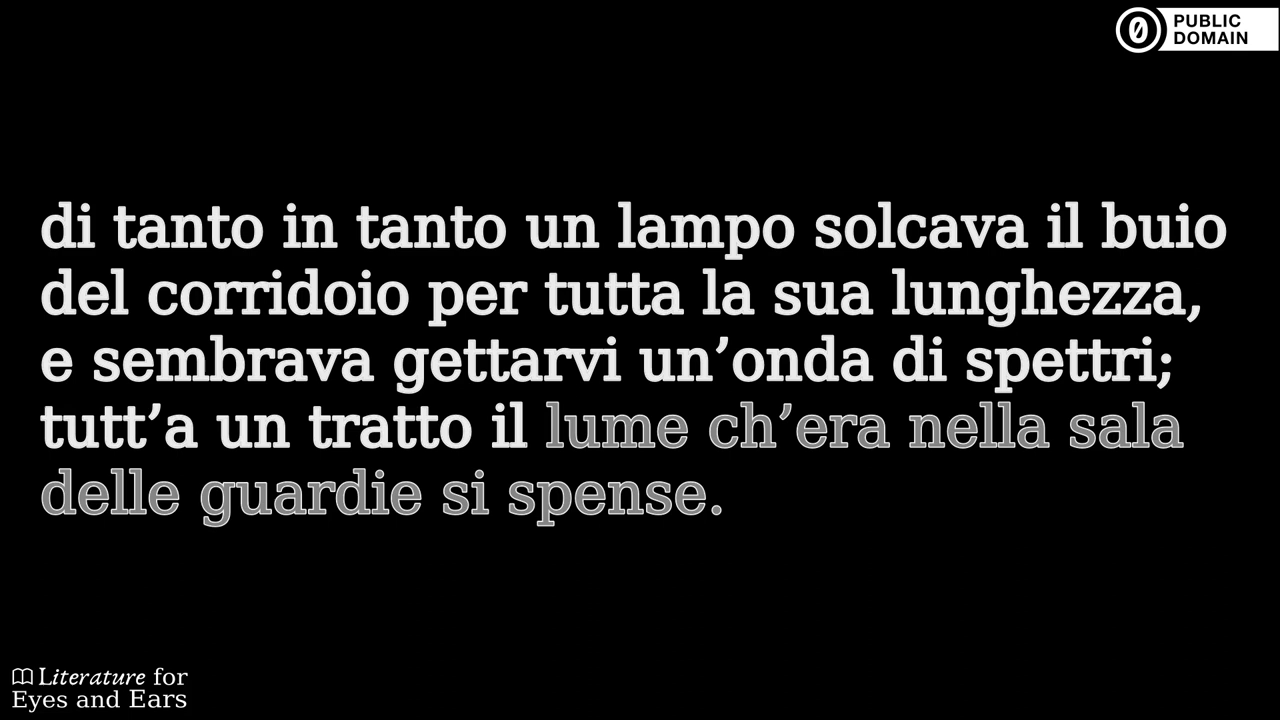 PUBLIC
DOMAIN
di tanto in tanto un lampo solcava il buio
del corridoio per tutta la sua lunghezza,
e sembrava gettarvi un’onda di spettri;
tutt’a un tratto il lume ch’era nella sala
delle guardie si spense.
Literature for
Eyes and Ears